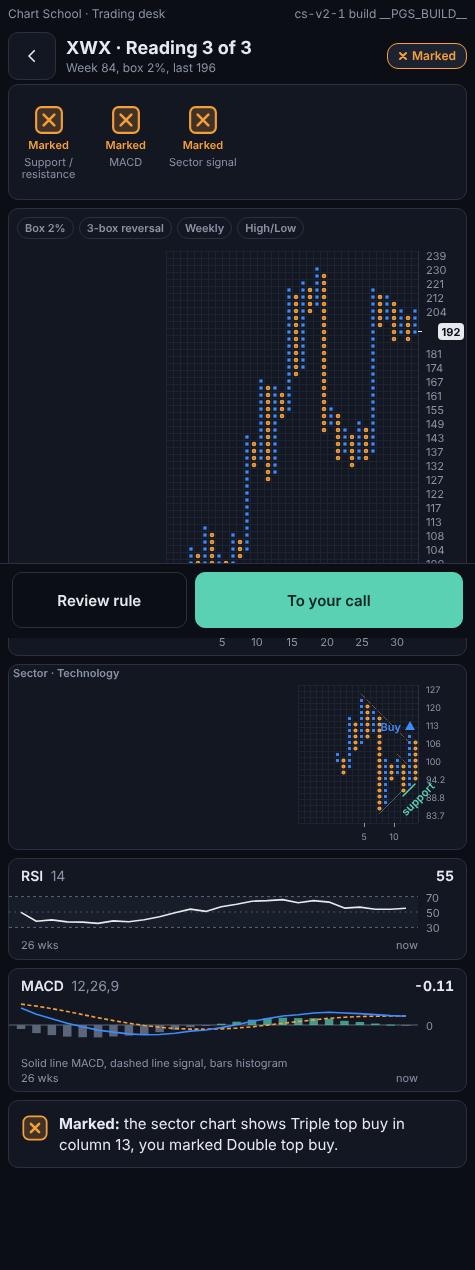 Chart School · Trading desk
cs-v2-1 build __PGS_BUILD__
XWX · Reading 3 of 3
Week 84, box 2%, last 196
Marked
Marked
Support / resistance
Marked
MACD
Marked
Sector signal
Box 2%
3-box reversal
Weekly
High/Low
239
230
221
212
204
192
181
174
167
161
155
149
143
137
132
127
122
117
113
108
104
Review rule
To your call
5 10 15 20 25 30
Sector · Technology
127
120
Buy
113
106
100
94.2
88.8
83.7
support
5 10
RSI 14
55
70
50
30
26 wks
now
MACD 12,26,9
-0.11
0
Solid line MACD, dashed line signal, bars histogram
26 wks
now
Marked: the sector chart shows Triple top buy in
column 13, you marked Double top buy.